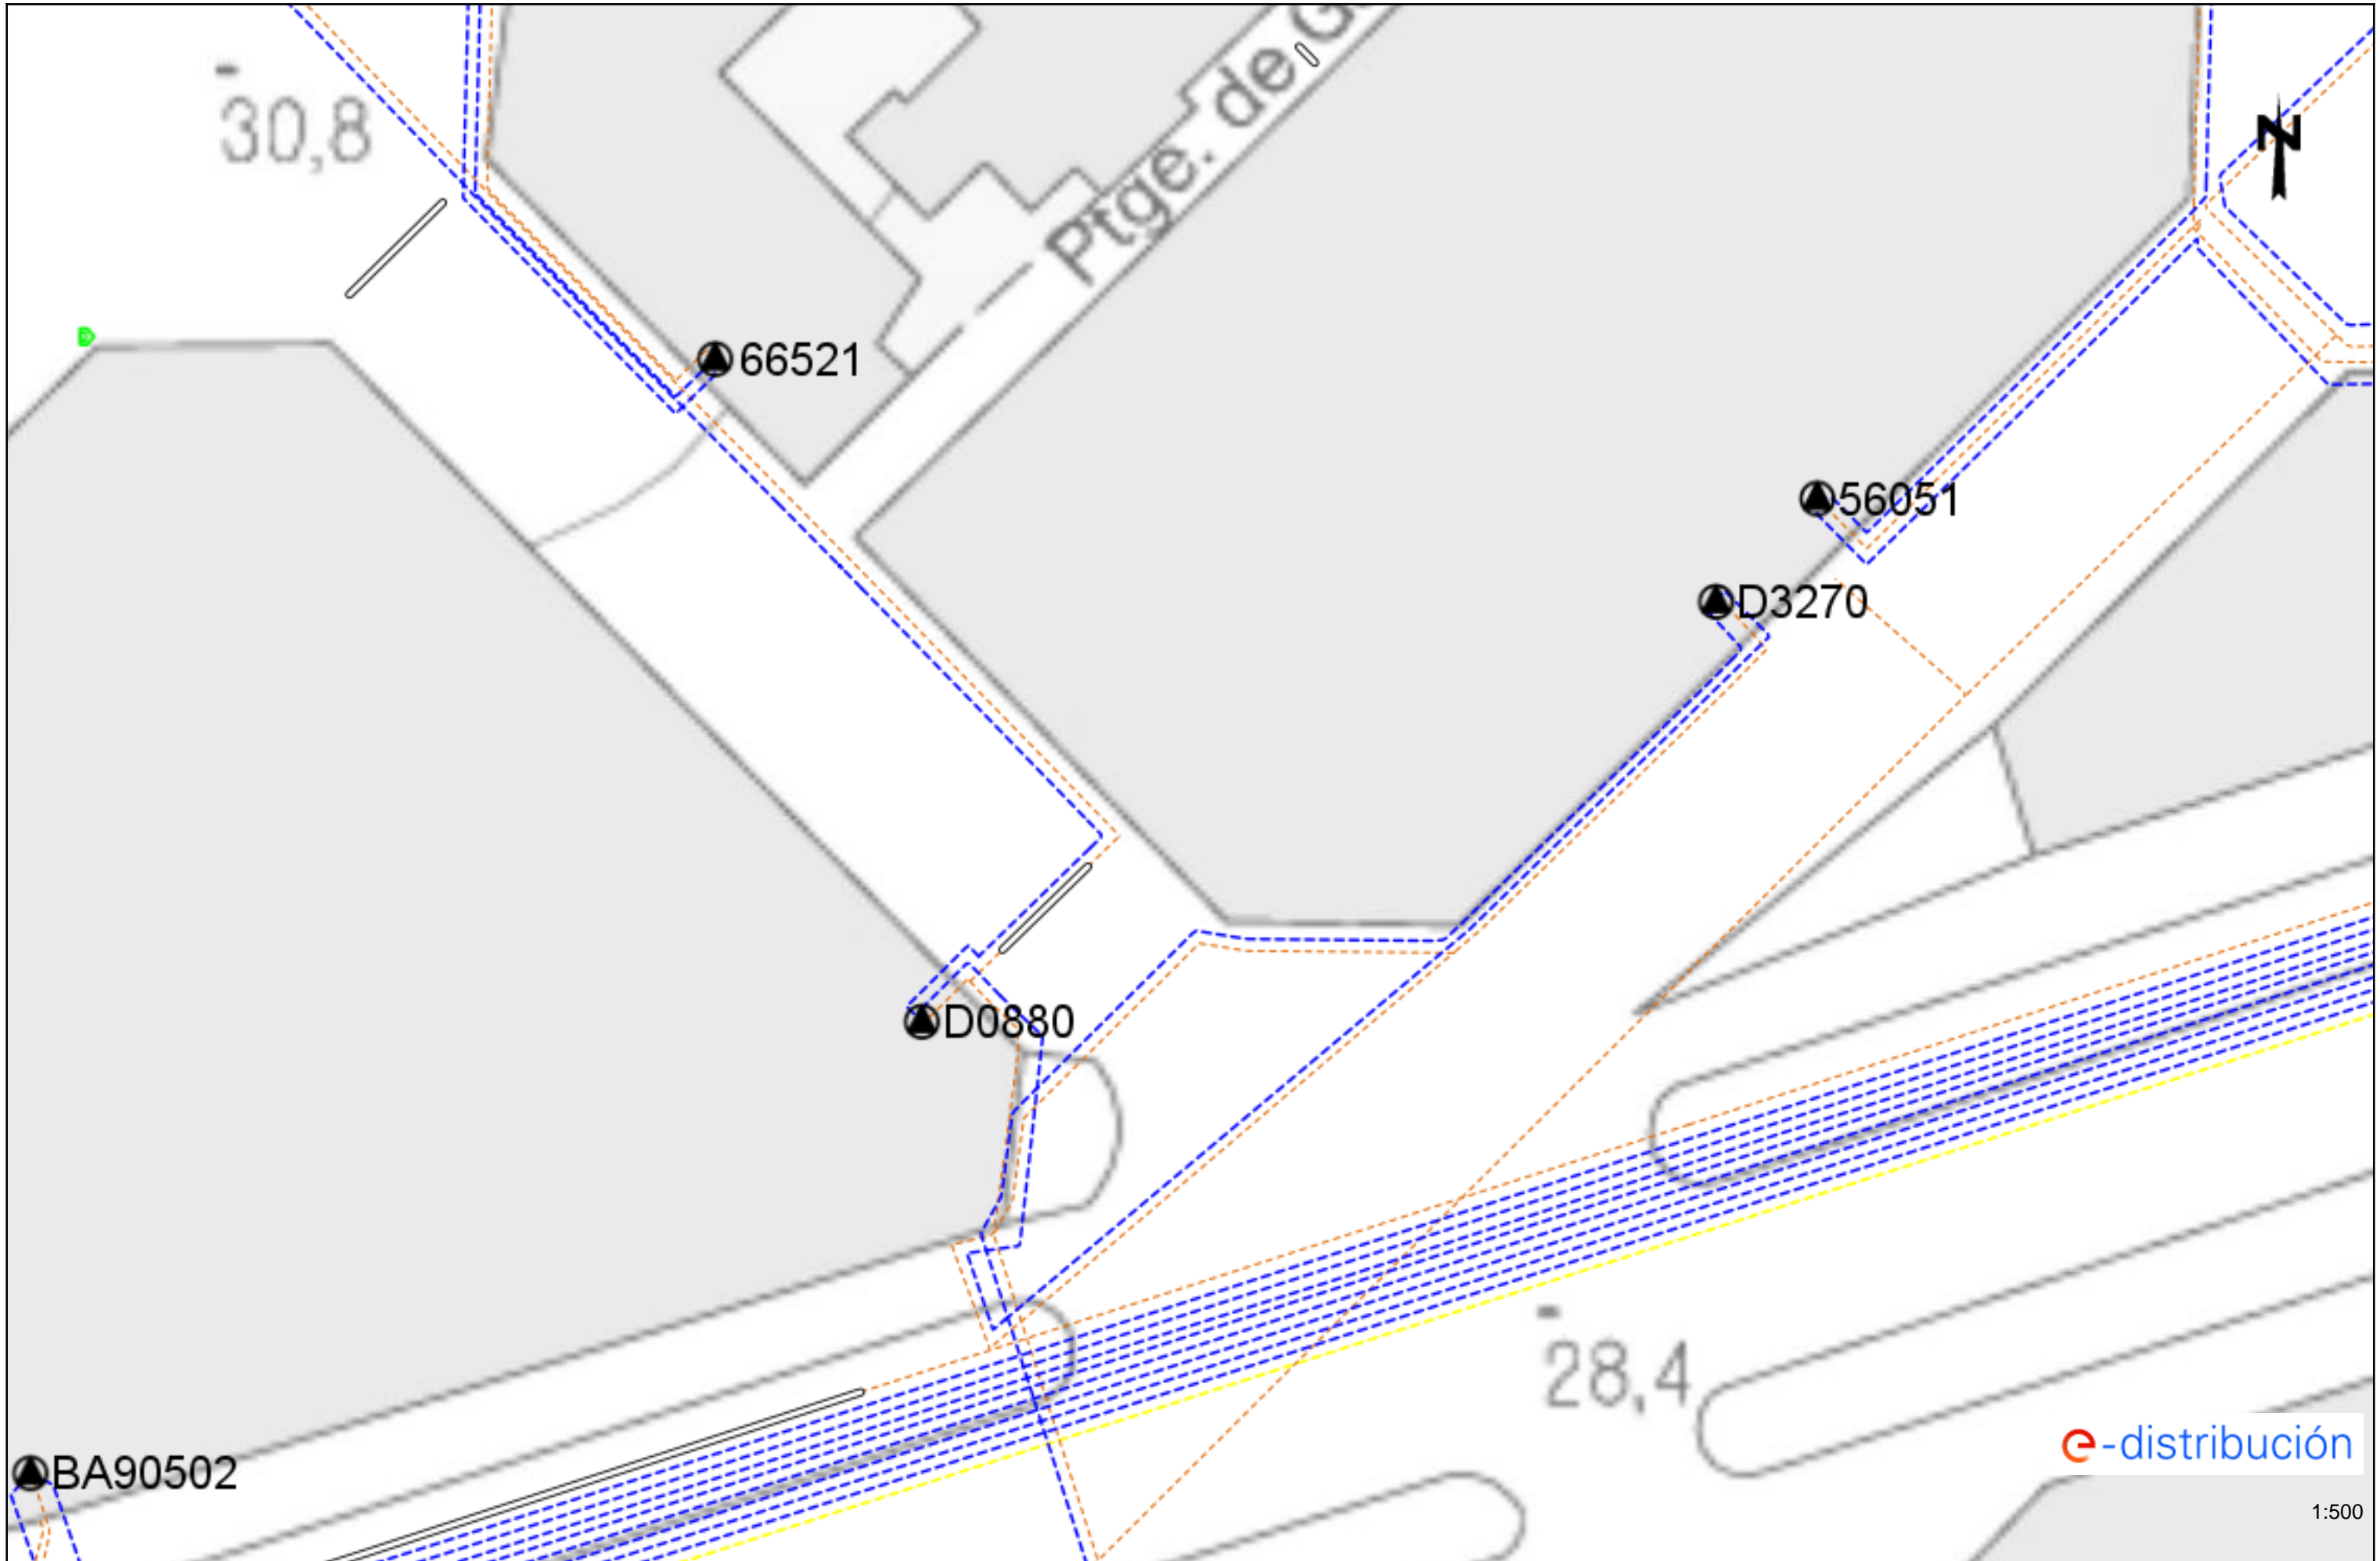 Ptge. de
N
-
30,8
66521
56051
D3270
D0880
-
28,4
BA90502
e-distribución
1:500